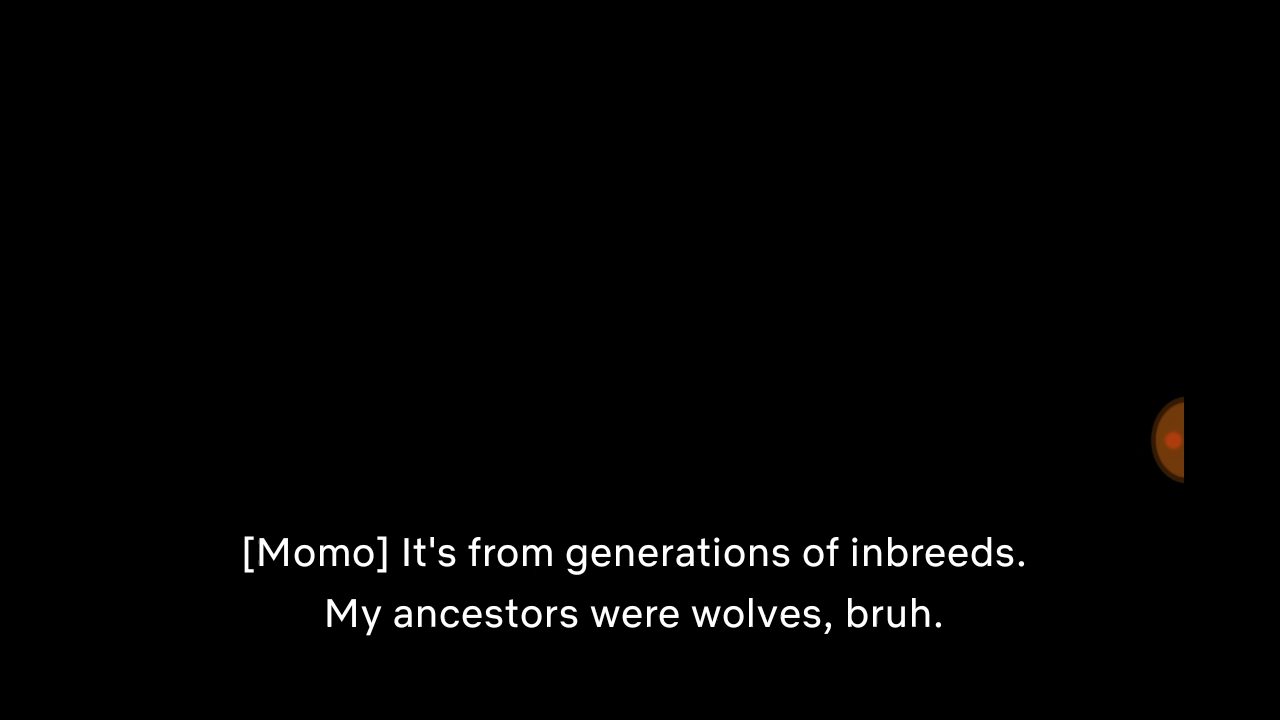 [Momo] It's from generations of inbreeds.
My ancestors were wolves, bruh.